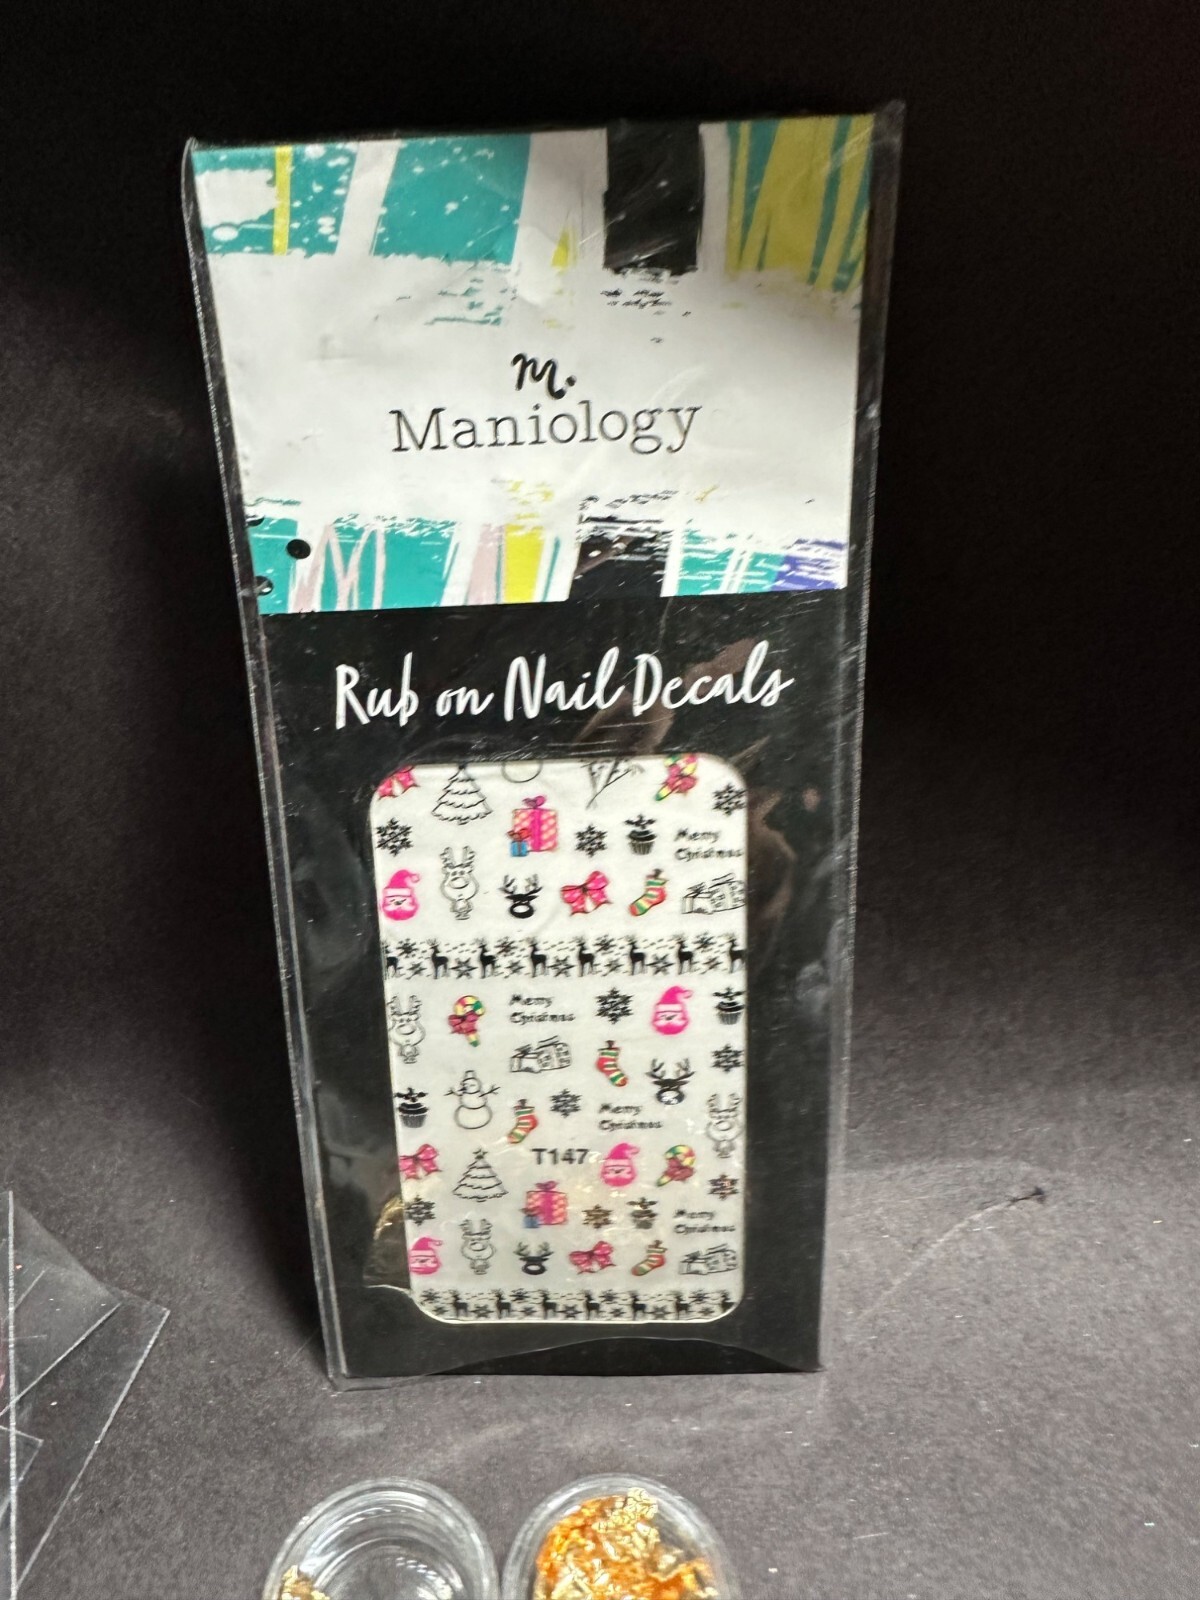 m.
Maniology
Rub on Nail Decals
Merry
Christmas
Merry
Christmas
Merry
Christmas
T147
Merry
Christmas